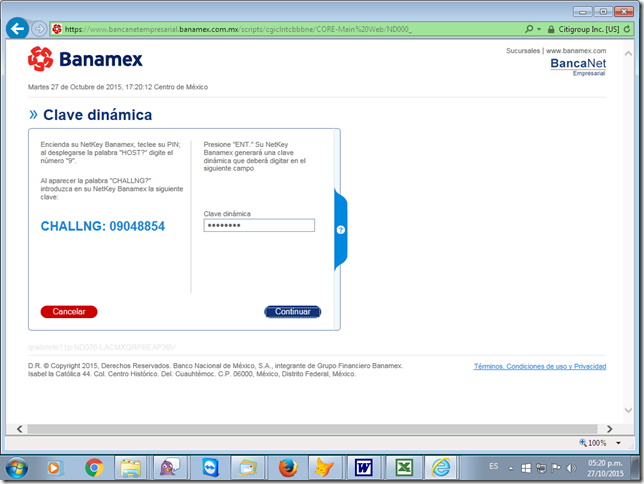 https://www.bancanetempresarial.banamex.com.mx/scripts/cgiclntcbbbne/CORE-Main%20Web/ND000_
Citigroup Inc. [US]
Banamex
Sucursales | www.banamex.com
BancaNet
Empresarial
Martes 27 de Octubre de 2015, 17:20:12 Centro de México
» Clave dinámica
Encienda su NetKey Banamex, teclee su PIN;
al desplegarse la palabra "HOST?" digite el
número "9".
Al aparecer la palabra "CHALLNG?"
introduzca en su NetKey Banamex la siguiente
clave:
CHALLNG: 09048854
Presione "ENT." Su NetKey
Banamex generará una clave
dinámica que deberá digitar en el
siguiente campo
Clave dinámica
••••••••
?
Cancelar
Continuar
D.R. © Copyright 2015, Derechos Reservados. Banco Nacional de México, S.A., integrante de Grupo Financiero Banamex.
Isabel la Católica 44. Col. Centro Histórico. Del. Cuauhtémoc. C.P. 06000, México, Distrito Federal, México.
Términos, Condiciones de uso y Privacidad
100%
ES
05:20 p.m.
27/10/2015